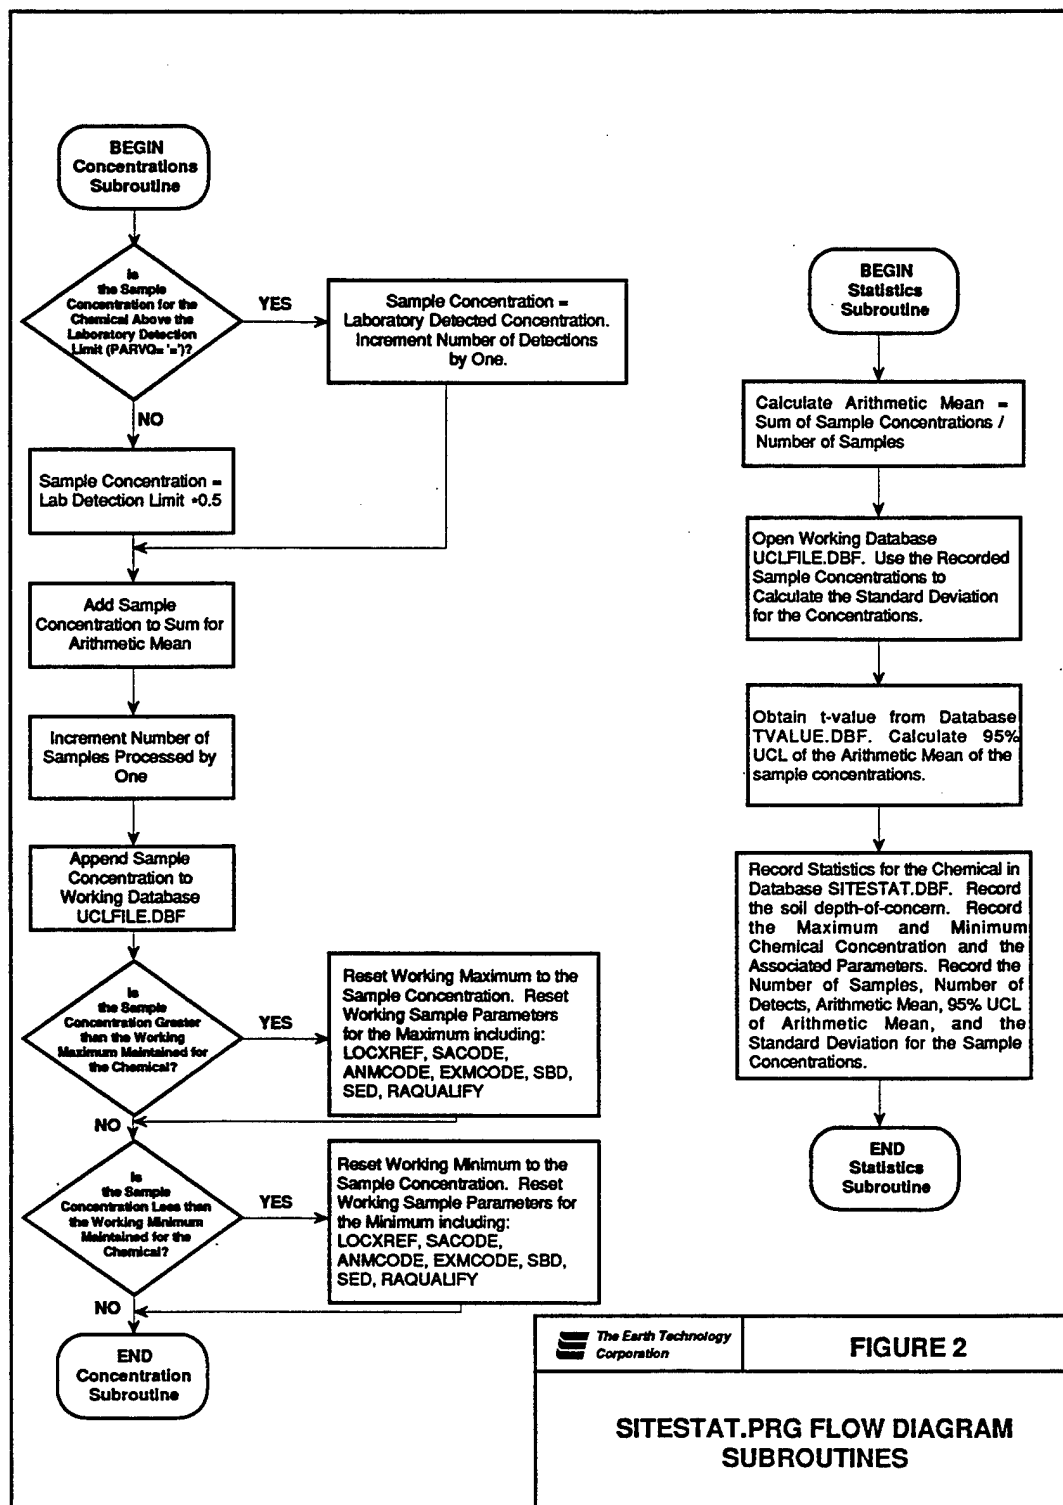 BEGIN
Concentrations
Subroutine
Is
the Sample
Concentration for the
Chemical Above the
Laboratory Detection
Limit (PARVQ= '=')?
YES
Sample Concentration =
Laboratory Detected Concentration.
Increment Number of Detections
by One.
NO
Sample Concentration =
Lab Detection Limit *0.5
Add Sample
Concentration to Sum for
Arithmetic Mean
Increment Number of
Samples Processed by
One
Append Sample
Concentration to
Working Database
UCLFILE.DBF
Is
the Sample
Concentration Greater
than the Working
Maximum Maintained for
the Chemical?
YES
Reset Working Maximum to the
Sample Concentration. Reset
Working Sample Parameters
for the Maximum including:
LOCXREF, SACODE,
ANMCODE, EXMCODE, SBD,
SED, RAQUALIFY
NO
Is
the Sample
Concentration Less than
the Working Minimum
Maintained for the
Chemical?
YES
Reset Working Minimum to the
Sample Concentration. Reset
Working Sample Parameters for
the Minimum including:
LOCXREF, SACODE,
ANMCODE, EXMCODE, SBD,
SED, RAQUALIFY
NO
END
Concentration
Subroutine
BEGIN
Statistics
Subroutine
Calculate Arithmetic Mean =
Sum of Sample Concentrations /
Number of Samples
Open Working Database
UCLFILE.DBF. Use the Recorded
Sample Concentrations to
Calculate the Standard Deviation
for the Concentrations.
Obtain t-value from Database
TVALUE.DBF. Calculate 95%
UCL of the Arithmetic Mean of the
sample concentrations.
Record Statistics for the Chemical in
Database SITESTAT.DBF. Record
the soil depth-of-concern. Record
the Maximum and Minimum
Chemical Concentration and the
Associated Parameters. Record the
Number of Samples, Number of
Detects, Arithmetic Mean, 95% UCL
of Arithmetic Mean, and the
Standard Deviation for the Sample
Concentrations.
END
Statistics
Subroutine
The Earth Technology
Corporation
FIGURE 2
SITESTAT.PRG FLOW DIAGRAM
SUBROUTINES